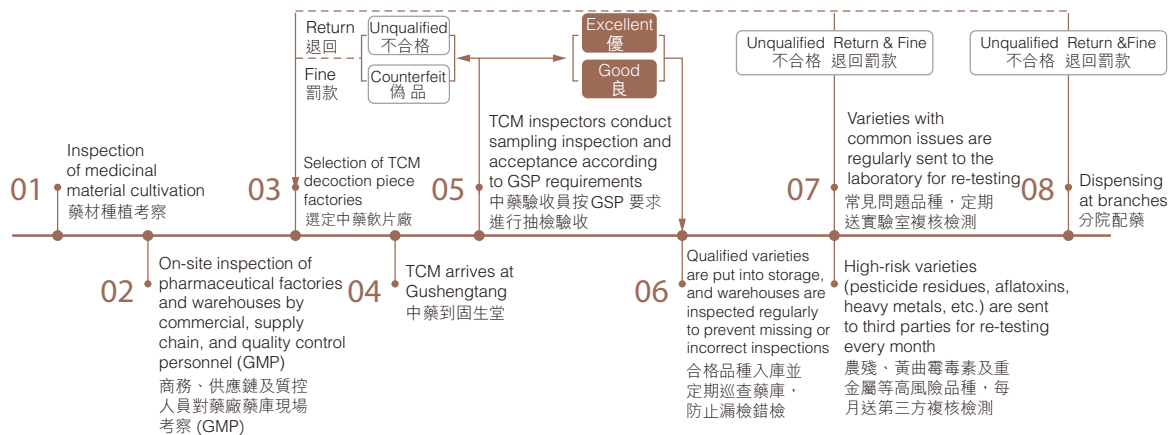 Return
退回
Unqualified
不合格
Fine
罰款
Counterfeit
偽品
Excellent
優
Good
良
Unqualified Return & Fine
不合格 退回罰款
Unqualified Return &Fine
不合格 退回罰款
01
Inspection
of medicinal
material cultivation
藥材種植考察
02
On-site inspection of
pharmaceutical factories
and warehouses by
commercial, supply
chain, and quality control
personnel (GMP)
商務、供應鏈及質控
人員對藥廠藥庫現場
考察 (GMP)
03
Selection of TCM
decoction piece
factories
選定中藥飲片廠
04
TCM arrives at
Gushengtang
中藥到固生堂
05
TCM inspectors conduct
sampling inspection and
acceptance according
to GSP requirements
中藥驗收員按GSP 要求
進行抽檢驗收
06
Qualified varieties
are put into storage,
and warehouses are
inspected regularly
to prevent missing or
incorrect inspections
合格品種入庫並
定期巡查藥庫，
防止漏檢錯檢
07
Varieties with
common issues are
regularly sent to the
laboratory for re-testing
常見問題品種，定期
送實驗室複核檢測
High-risk varieties
(pesticide residues, aflatoxins,
heavy metals, etc.) are sent
to third parties for re-testing
every month
農殘、黃曲霉毒素及重
金屬等高風險品種，每
月送第三方複核檢測
08
Dispensing
at branches
分院配藥